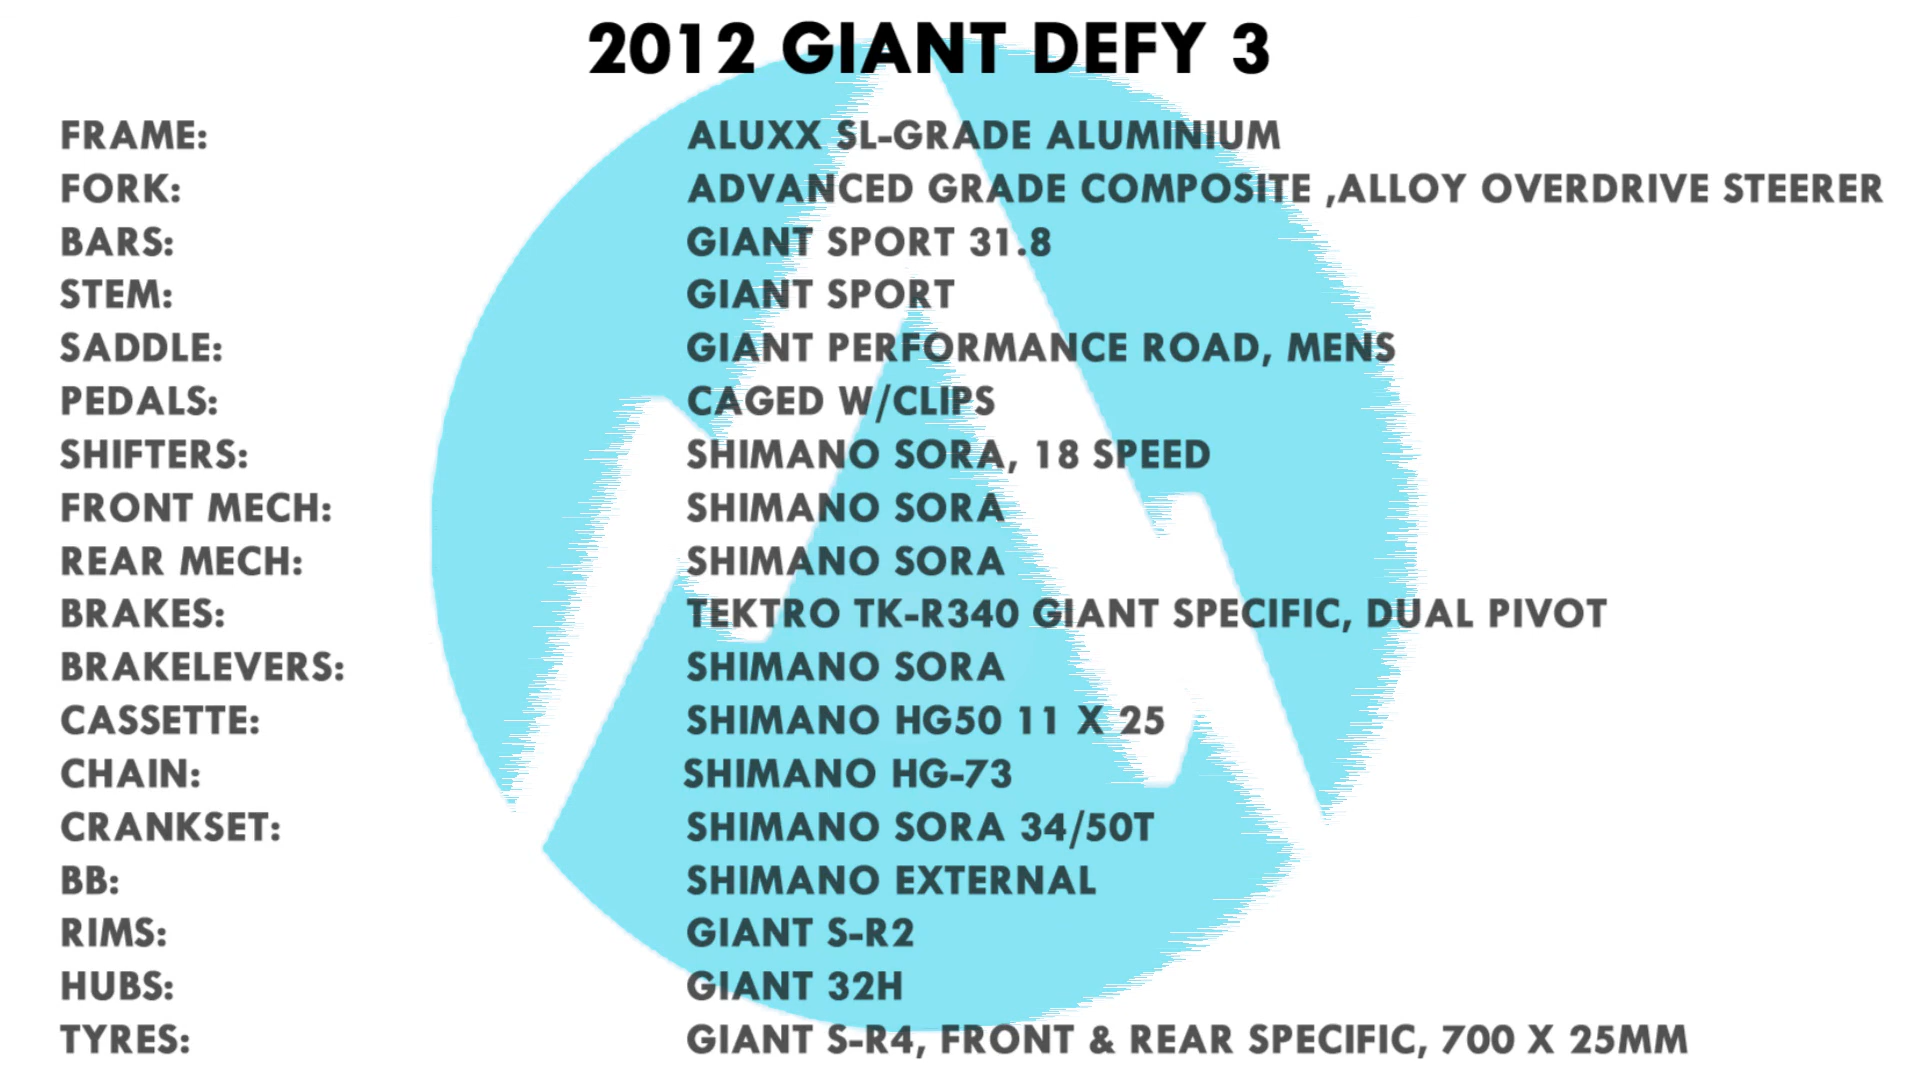 2012 GIANT DEFY 3
FRAME: ALUXX SL-GRADE ALUMINIUM
FORK: ADVANCED GRADE COMPOSITE ,ALLOY OVERDRIVE STEERER
BARS: GIANT SPORT 31.8
STEM: GIANT SPORT
SADDLE: GIANT PERFORMANCE ROAD, MENS
PEDALS: CAGED W/CLIPS
SHIFTERS: SHIMANO SORA, 18 SPEED
FRONT MECH: SHIMANO SORA
REAR MECH: SHIMANO SORA
BRAKES: TEKTRO TK-R340 GIANT SPECIFIC, DUAL PIVOT
BRAKELEVERS: SHIMANO SORA
CASSETTE: SHIMANO HG50 11 X 25
CHAIN: SHIMANO HG-73
CRANKSET: SHIMANO SORA 34/50T
BB: SHIMANO EXTERNAL
RIMS: GIANT S-R2
HUBS: GIANT 32H
TYRES: GIANT S-R4, FRONT & REAR SPECIFIC, 700 X 25MM